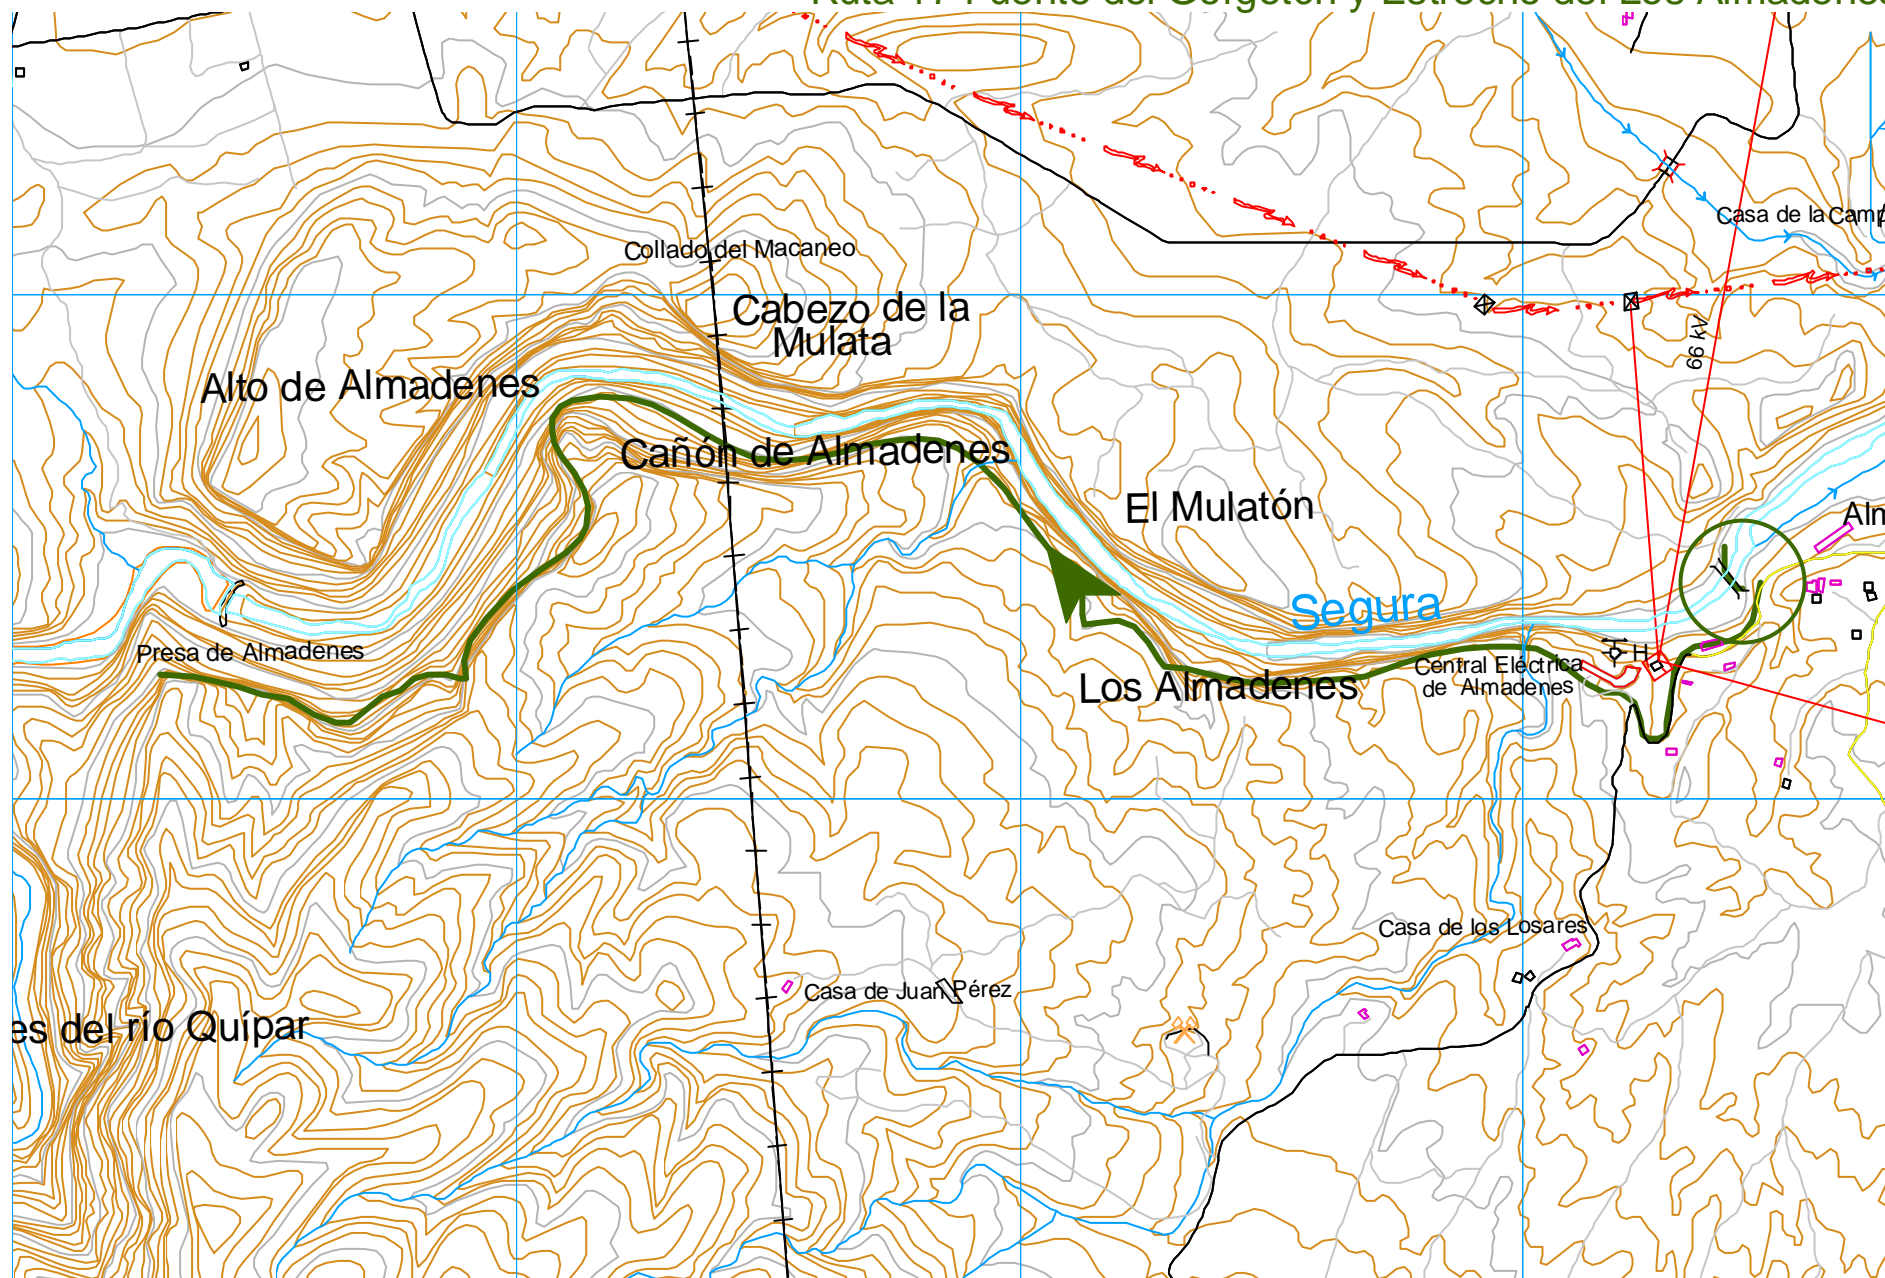 Casa de la Camp
Collado del Macaneo
Cabezo de la
Mulata
66 kV
Alto de Almadenes
Cañón de Almadenes
El Mulatón
Alm
Segura
Presa de Almadenes
H
Central Eléctrica
de Almadenes
Los Almadenes
Casa de los Losares
Casa de Juan Pérez
es del río Quípar